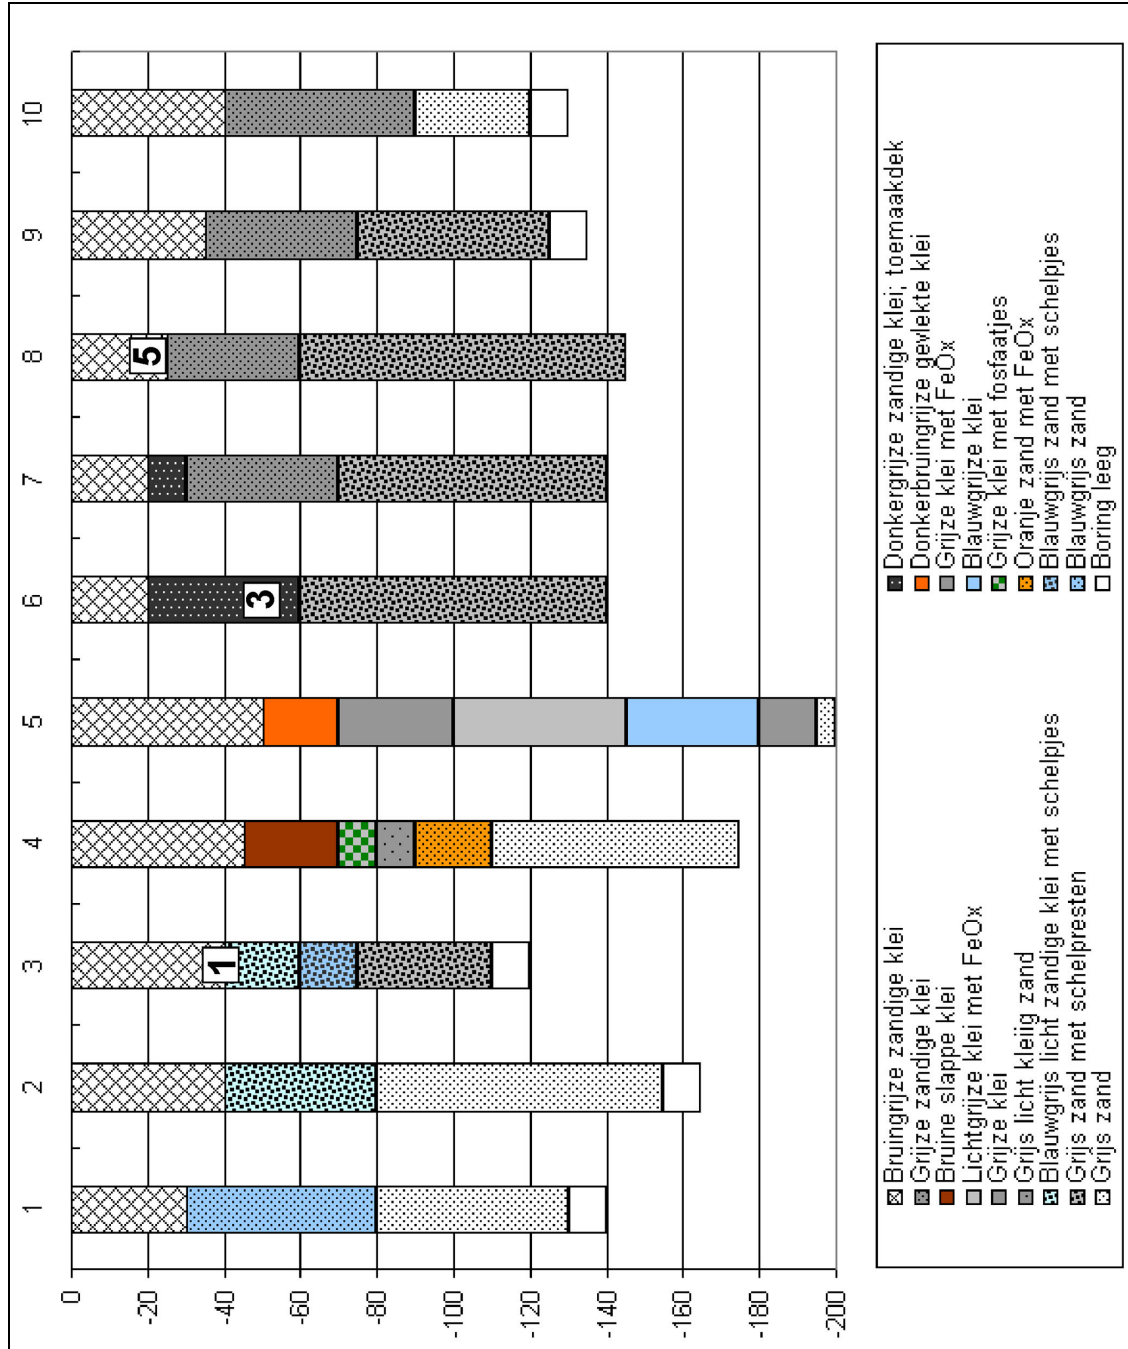 1 2 3 4 5 6 7 8 9 10
0
-20
-40
-60
-80
-100
-120
-140
-160
-180
-200
1
3
5
Bruingrijze zandige klei
Grijze zandige klei
Bruine slappe klei
Lichtgrijze klei met FeOx
Grijze klei
Grijs licht kleiig zand
Blauwgrijs licht zandige klei met schelpjes
Grijs zand met schelpresten
Grijs zand
Donkergrijze zandige klei; toemaakdek
Donkerbruingrijze gevlekte klei
Grijze klei met FeOx
Blauwgrijze klei
Grijze klei met fosfaatjes
Oranje zand met FeOx
Blauwgrijs zand met schelpjes
Blauwgrijs zand
Boring leeg